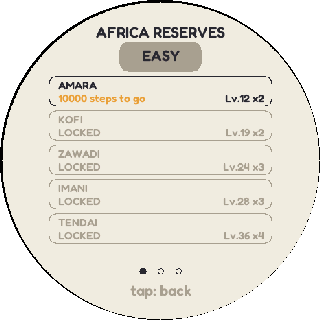 AFRICA RESERVES
EASY
AMARA
10000 steps to go Lv.12 x2
KOFI
LOCKED Lv.19 x2
ZAWADI
LOCKED Lv.24 x3
IMANI
LOCKED Lv.28 x3
TENDAI
LOCKED Lv.36 x4
tap: back